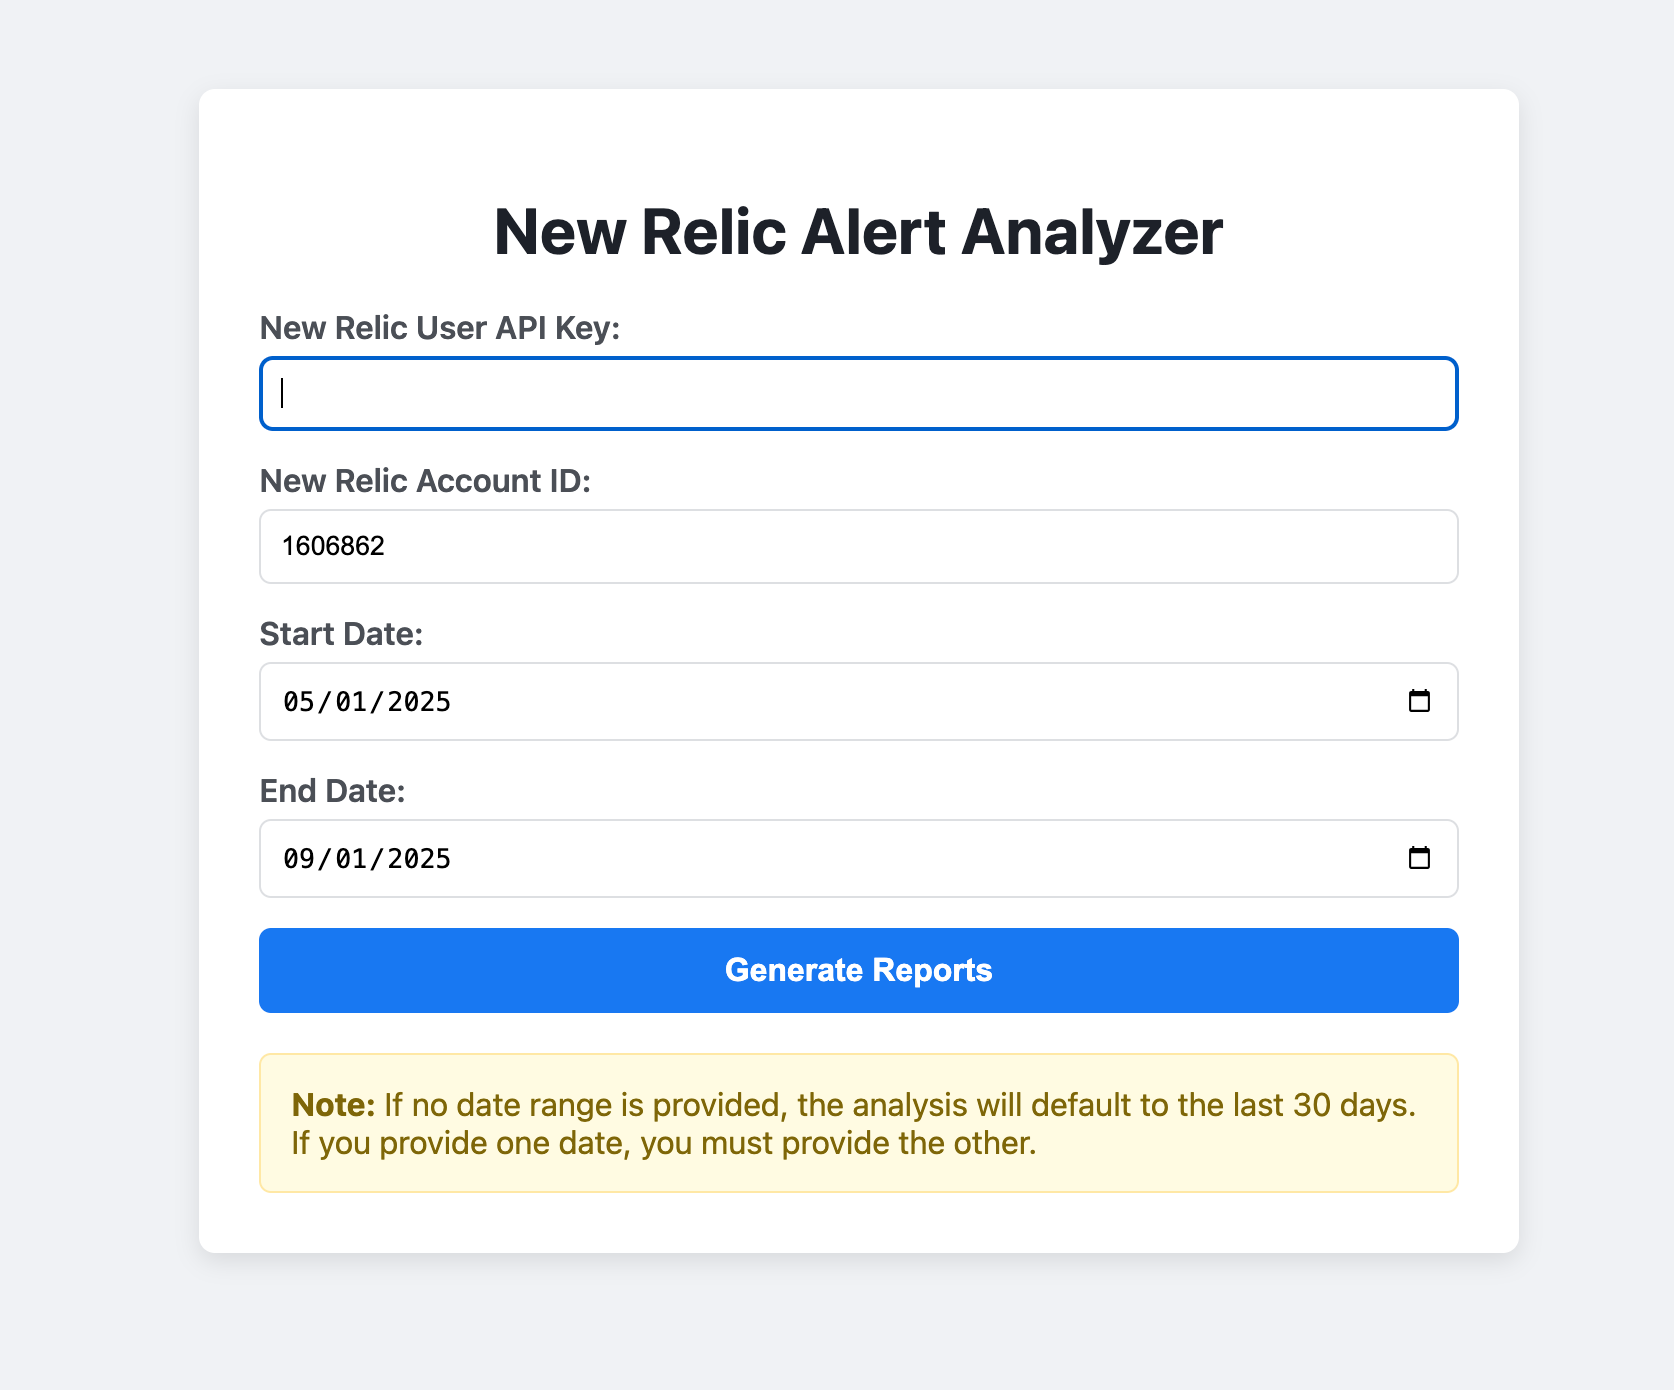 New Relic Alert Analyzer
New Relic User API Key:
New Relic Account ID:
1606862
Start Date:
05/01/2025
End Date:
09/01/2025
Generate Reports
Note: If no date range is provided, the analysis will default to the last 30 days.
If you provide one date, you must provide the other.